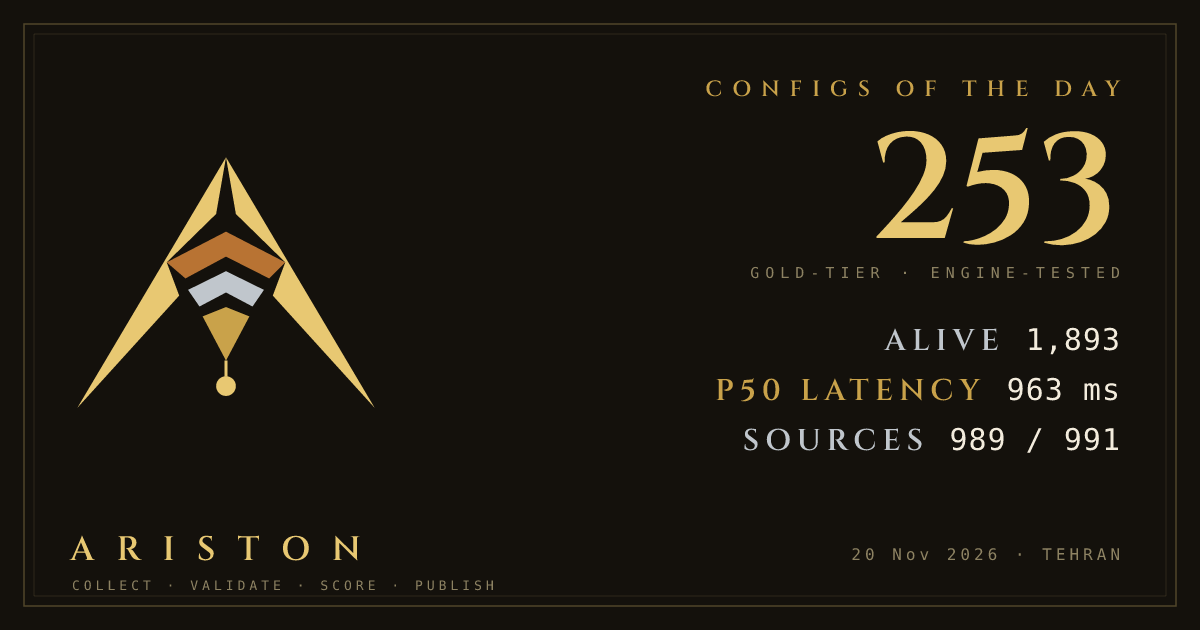 CONFIGS OF THE DAY
253
GOLD-TIER · ENGINE-TESTED
ALIVE 1,893
P50 LATENCY 963 ms
SOURCES 989 / 991
ARISTON
COLLECT · VALIDATE · SCORE · PUBLISH
20 Nov 2026 · TEHRAN